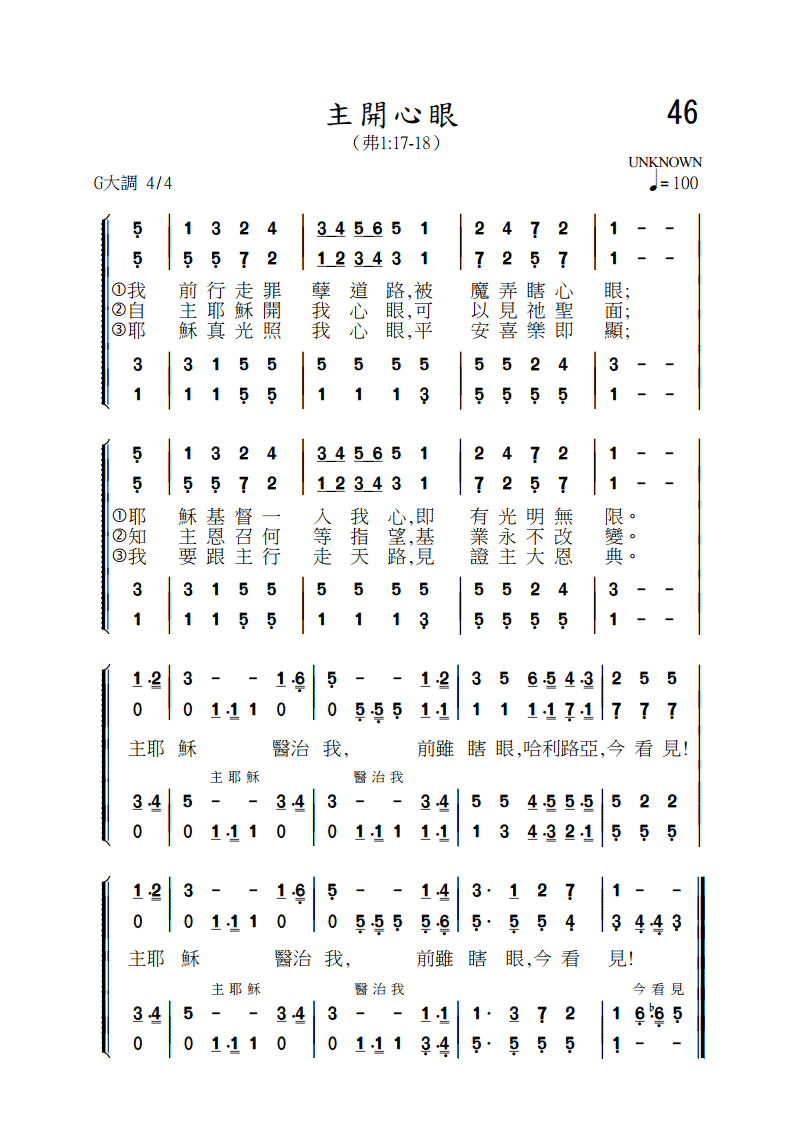 主開心眼 46
（弗1:17-18）
UNKNOWN
G大調 4/4 ♩= 100
5̣ | 1 3 2 4 | 3 4 5 6 5 1 | 2 4 7̣ 2 | 1 - - |
5̣ | 5̣ 5̣ 7̣ 2 | 1 2 3 4 3 1 | 7̣ 2 5̣ 7̣ | 1 - - |
①我 前行走罪 孽道路,被 魔弄瞎心 眼;
②自 主耶穌開 我心眼,可 以見祂聖 面;
③耶 穌真光照 我心眼,平 安喜樂即 顯;
3 | 3 1 5 5 | 5 5 5 5 | 5 5 2 4 | 3 - - |
1 | 1 1 5̣ 5̣ | 1 1 1 3̣ | 5̣ 5̣ 5̣ 5̣ | 1 - - |
5̣ | 1 3 2 4 | 3 4 5 6 5 1 | 2 4 7̣ 2 | 1 - - |
5̣ | 5̣ 5̣ 7̣ 2 | 1 2 3 4 3 1 | 7̣ 2 5̣ 7̣ | 1 - - |
①耶 穌基督一 入我心,即 有光明無 限。
②知 主恩召何 等指望,基 業永不改 變。
③我 要跟主行 走天路,見 證主大恩 典。
3 | 3 1 5 5 | 5 5 5 5 | 5 5 2 4 | 3 - - |
1 | 1 1 5̣ 5̣ | 1 1 1 3̣ | 5̣ 5̣ 5̣ 5̣ | 1 - - |
1·2 | 3 - - 1·6̣ | 5̣ - - 1·2 | 3 5 6·5 4·3 | 2 5 5 |
0 | 0 1·1 1 0 | 0 5̣·5̣ 5̣ 1·1 | 1 1 1·1 7̣·1 | 7̣ 7̣ 7̣ |
主耶 穌 醫治 我, 前雖 瞎眼,哈利路亞,今 看見!
主耶穌 醫治我
3·4 | 5 - - 3·4 | 3 - - 3·4 | 5 5 4·5 5·5 | 5 2 2 |
0 | 0 1·1 1 0 | 0 1·1 1 1·1 | 1 3 4·3 2·1 | 5̣ 5̣ 5̣ |
1·2 | 3 - - 1·6̣ | 5̣ - - 1·4 | 3· 1 2 7̣ | 1 - - ||
0 | 0 1·1 1 0 | 0 5̣·5̣ 5̣ 5̣·6̣ | 5̣· 5̣ 5̣ 4̣ | 3̣ 4̣·4̣ 3̣ ||
主耶 穌 醫治 我, 前雖 瞎 眼,今看 見!
主耶穌 醫治我 今看見
3·4 | 5 - - 3·4 | 3 - - 1·1 | 1· 3̣ 7̣ 2 | 1 6̣·♭6̣ 5̣ ||
0 | 0 1·1 1 0 | 0 1·1 1 3̣·4̣ | 5̣· 5̣ 5̣ 5̣ | 1̣ - - ||